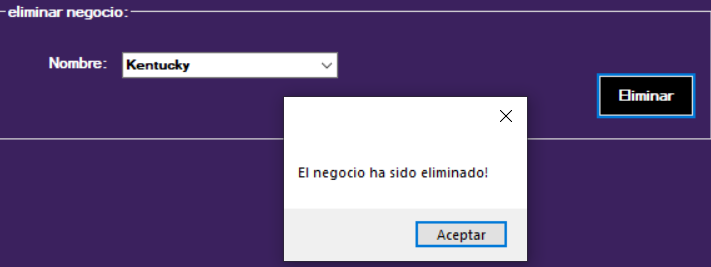 eliminar negocio:
Nombre:
Kentucky
Eliminar
El negocio ha sido eliminado!
Aceptar